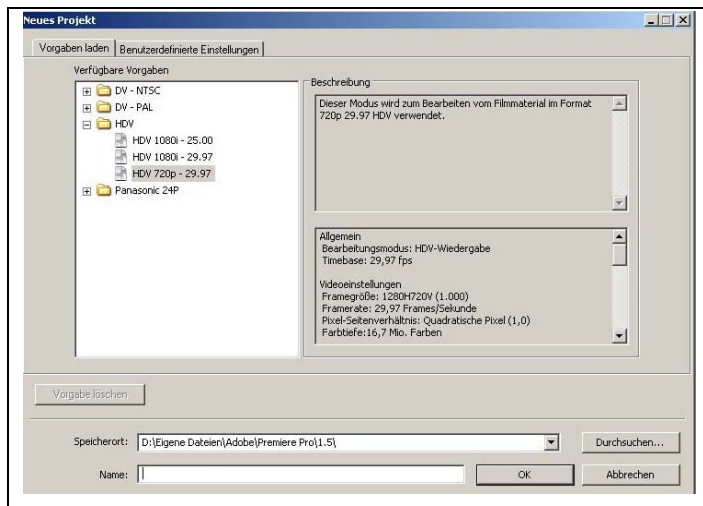 Neues Projekt
Vorgaben laden
Benutzerdefinierte Einstellungen
Verfügbare Vorgaben
DV - NTSC
DV - PAL
HDV
HDV 1080i - 25.00
HDV 1080i - 29.97
HDV 720p - 29.97
Panasonic 24P
Beschreibung
Dieser Modus wird zum Bearbeiten vom Filmmaterial im Format
720p 29.97 HDV verwendet.
Allgemein
Bearbeitungsmodus: HDV-Wiedergabe
Timebase: 29,97 fps
Videoeinstellungen
Framegröße: 1280H720V (1.000)
Framerate: 29,97 Frames/Sekunde
Pixel-Seitenverhältnis: Quadratische Pixel (1,0)
Farbtiefe:16,7 Mio. Farben
Vorgabe löschen
Speicherort: D:\Eigene Dateien\Adobe\Premiere Pro\1.5\ Durchsuchen...
Name: OK Abbrechen